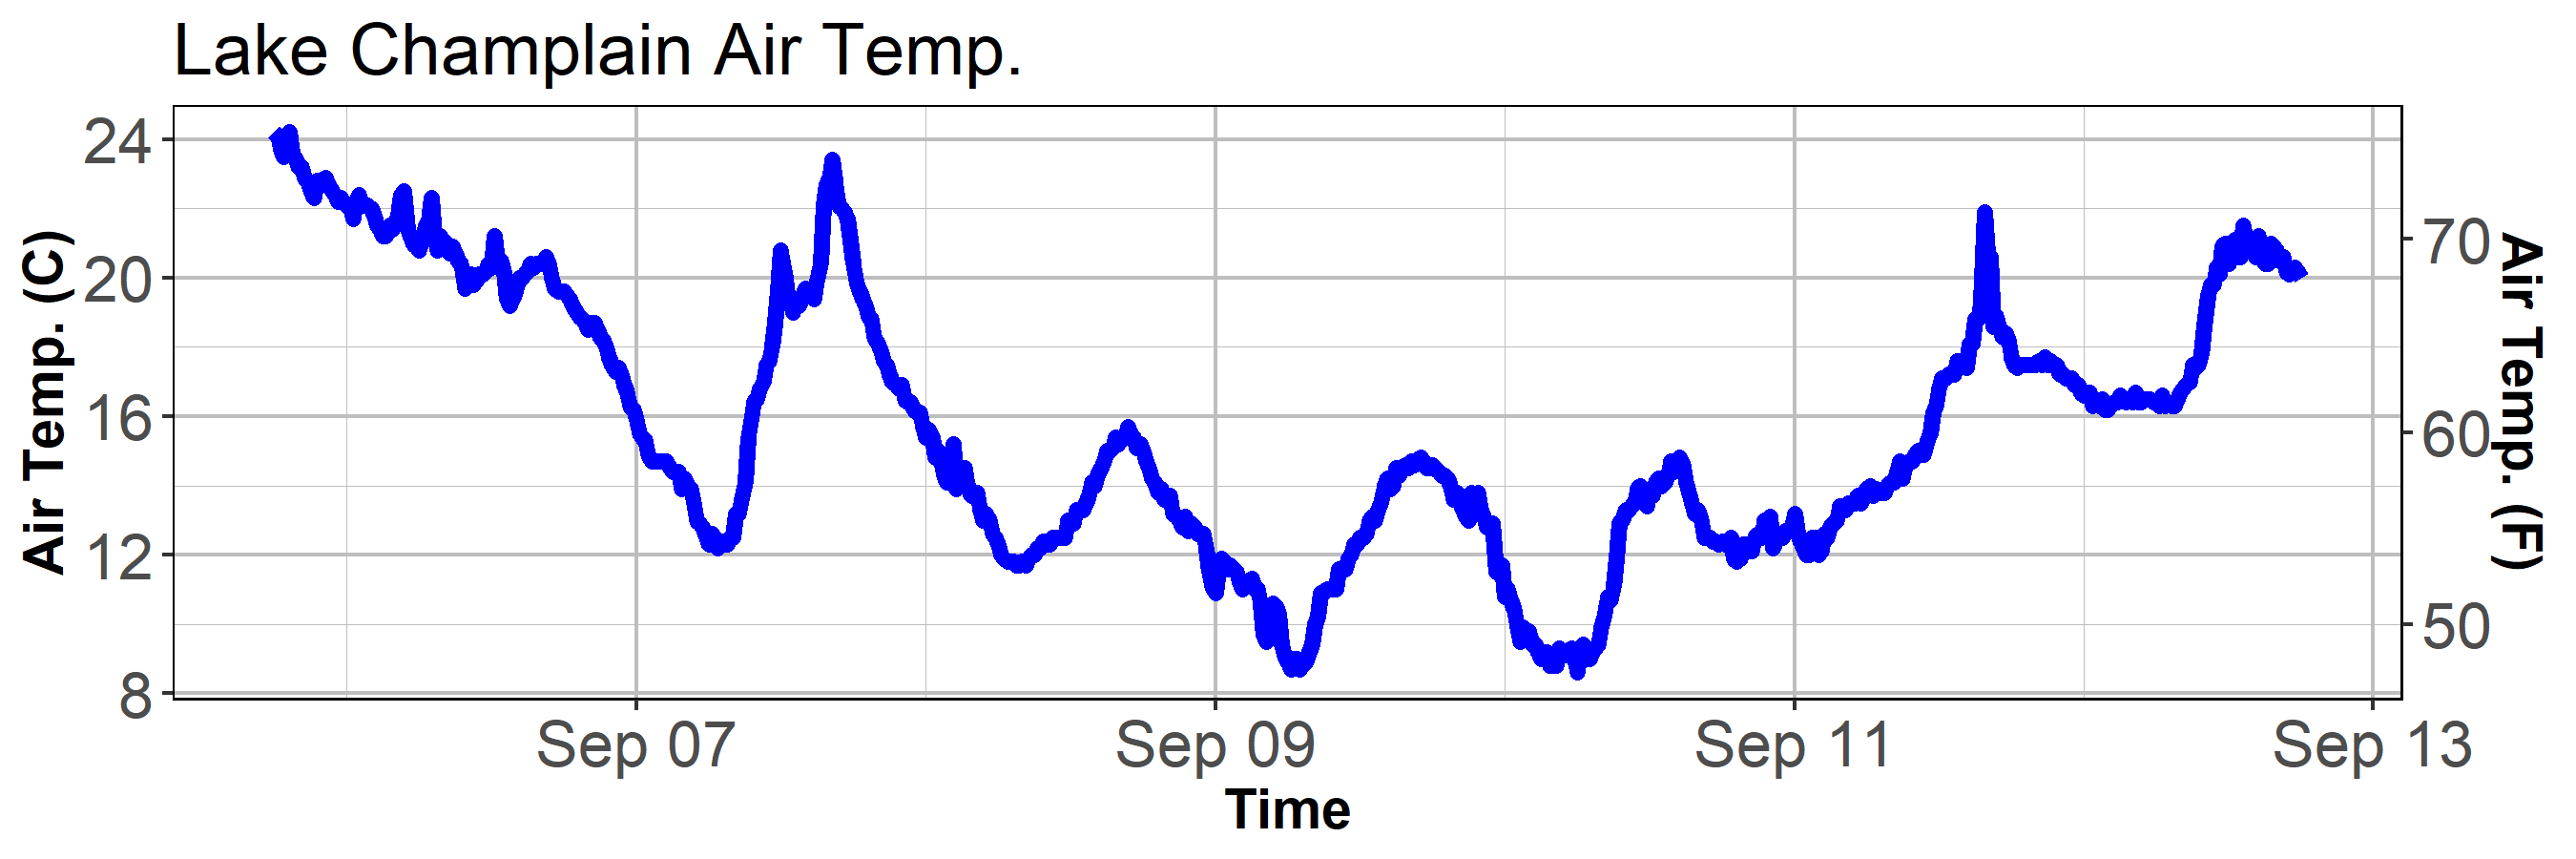 Lake Champlain Air Temp.
24
20
16
12
8
Air Temp. (C)
70
60
50
Air Temp. (F)
Sep 07 Sep 09 Sep 11 Sep 13
Time